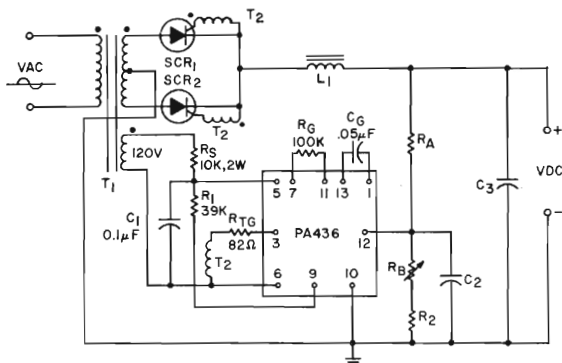 T2
SCR1
SCR2
T2
VAC
L1
T1
120V
RS
10K,2W
R1
39K
C1
0.1μF
RTG
82Ω
T2
RG
100K
CG
.05μF
7
11
13
1
5
3
6
9
10
12
PA436
RA
RB
R2
C2
C3
+
VDC
−